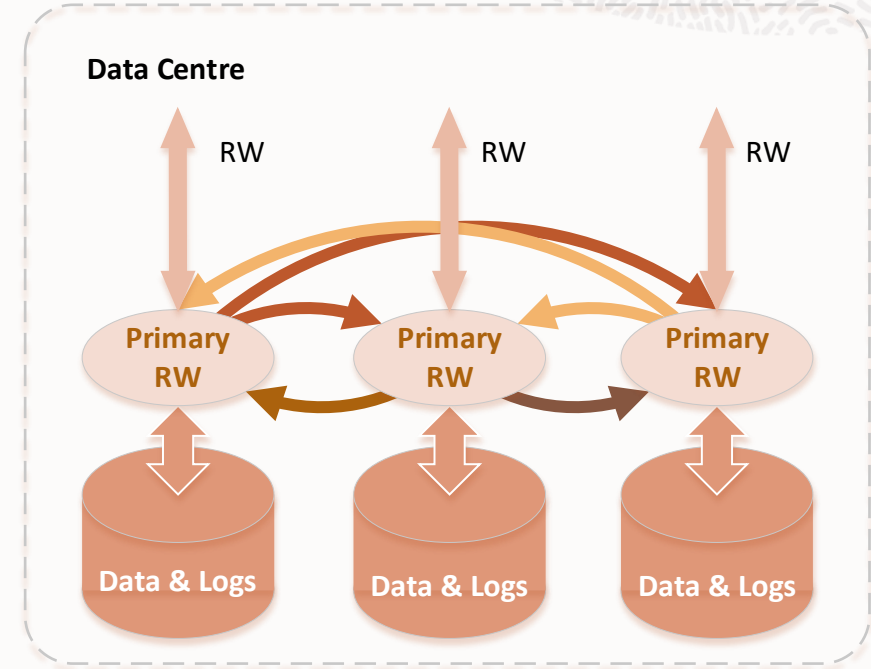 Data Centre
RW
RW
RW
Primary
RW
Primary
RW
Primary
RW
Data & Logs
Data & Logs
Data & Logs